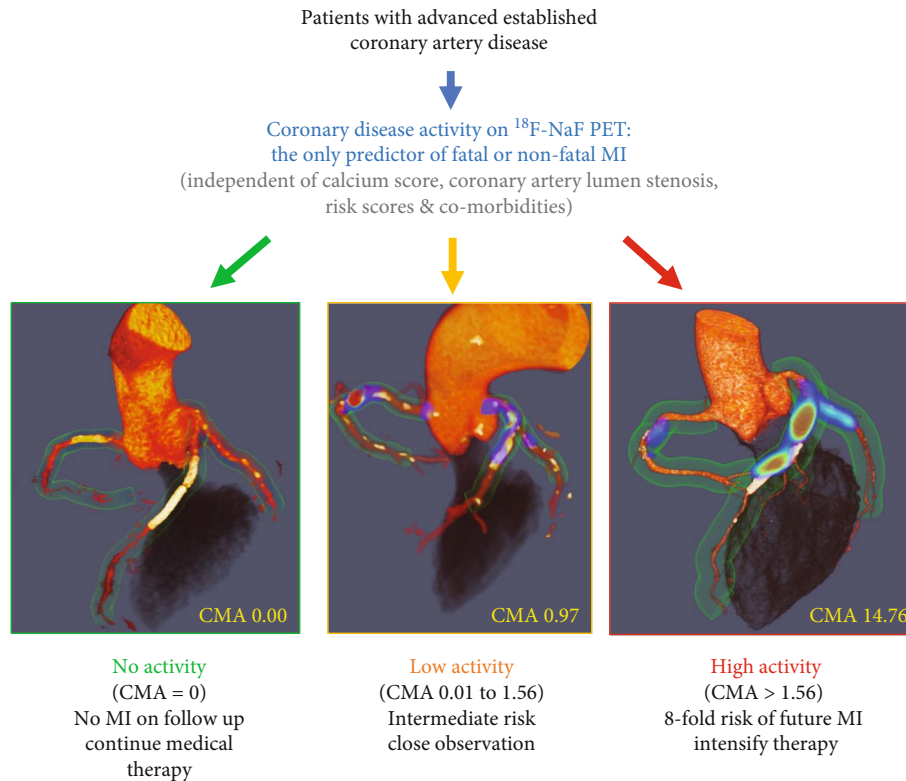 Patients with advanced established
coronary artery disease
Coronary disease activity on ¹⁸F-NaF PET:
the only predictor of fatal or non-fatal MI
(independent of calcium score, coronary artery lumen stenosis,
risk scores & co-morbidities)
CMA 0.00
CMA 0.97
CMA 14.76
No activity
(CMA = 0)
No MI on follow up
continue medical
therapy
Low activity
(CMA 0.01 to 1.56)
Intermediate risk
close observation
High activity
(CMA > 1.56)
8-fold risk of future MI
intensify therapy